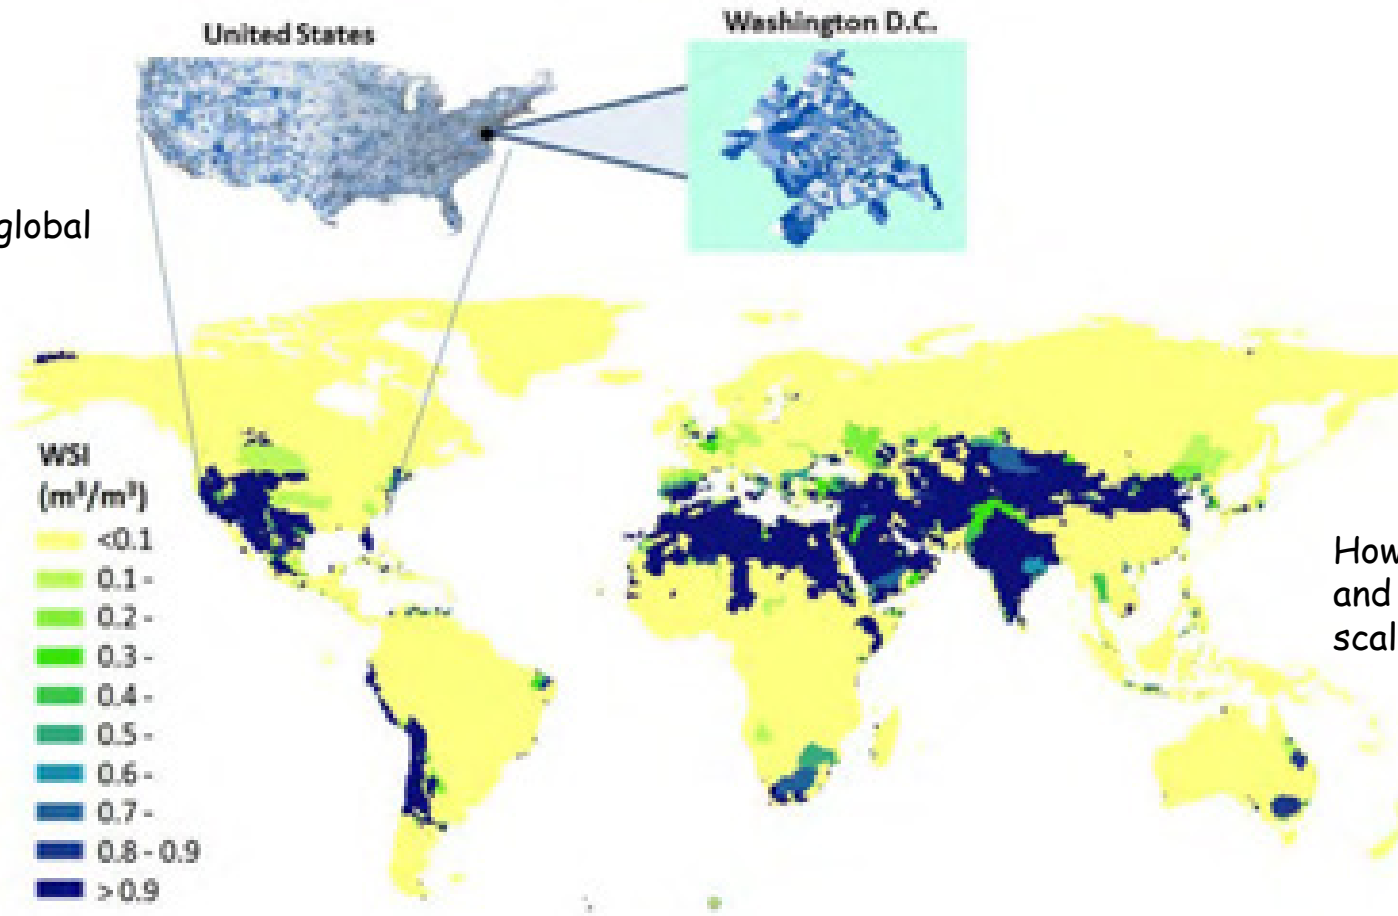 United States
Washington D.C.
global
WSI
(m³/m³)
<0.1
0.1 -
0.2 -
0.3 -
0.4 -
0.5 -
0.6 -
0.7 -
0.8 - 0.9
>0.9
How
and
scal